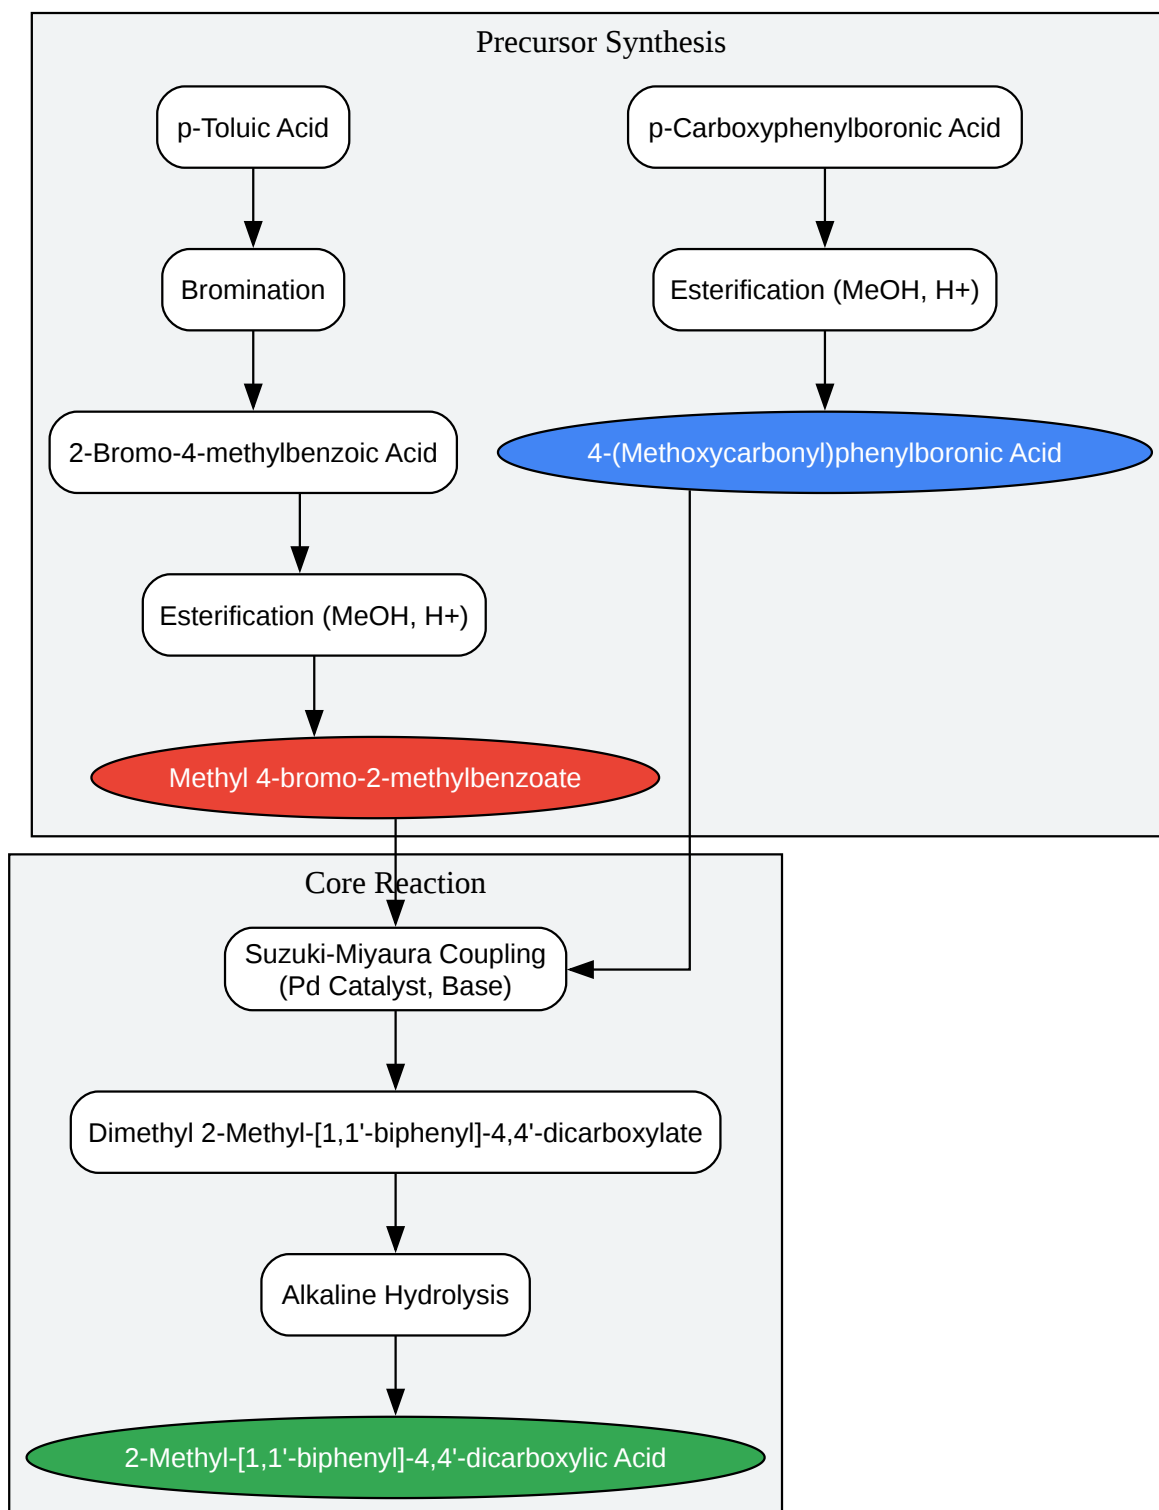 Precursor Synthesis
p-Toluic Acid
p-Carboxyphenylboronic Acid
Bromination
Esterification (MeOH, H+)
2-Bromo-4-methylbenzoic Acid
4-(Methoxycarbonyl)phenylboronic Acid
Esterification (MeOH, H+)
Methyl 4-bromo-2-methylbenzoate
Core Reaction
Suzuki-Miyaura Coupling
(Pd Catalyst, Base)
Dimethyl 2-Methyl-[1,1'-biphenyl]-4,4'-dicarboxylate
Alkaline Hydrolysis
2-Methyl-[1,1'-biphenyl]-4,4'-dicarboxylic Acid